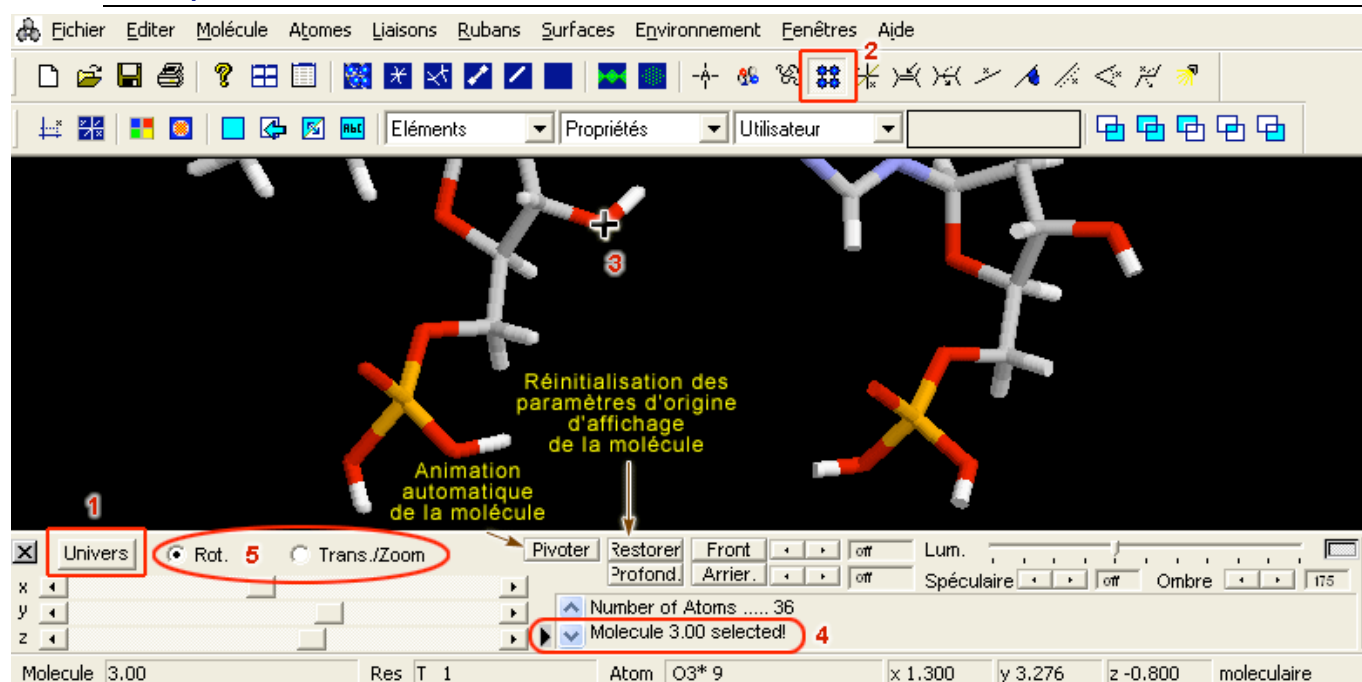 Fichier Editer Molécule Atomes Liaisons Rubans Surfaces Environnement Fenêtres Aide
2
Abc Eléments Propriétés Utilisateur
3
Réinitialisation des
paramètres d'origine
d'affichage
de la molécule
Animation
automatique
de la molécule
1
Univers Rot. 5 Trans./Zoom Pivoter Restorer Front off Lum.
Profond. Arrier. off Spéculaire off Ombre 175
x
y
z
Number of Atoms ..... 36
Molecule 3.00 selected! 4
Molecule 3.00 Res T 1 Atom O3* 9 x 1.300 y 3.276 z -0.800 moleculaire